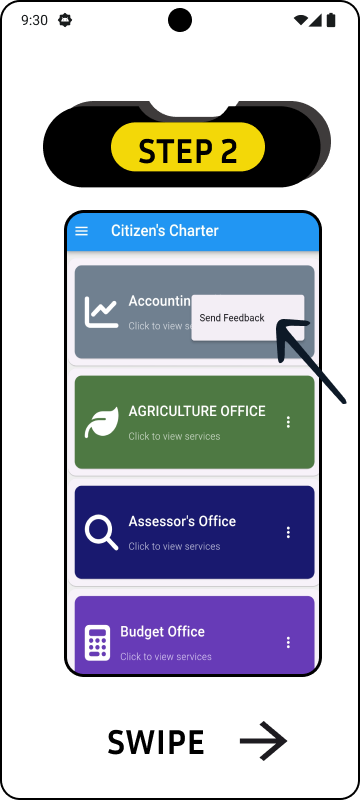 9:30
STEP 2
Citizen's Charter
Accountin
Click to view se
Send Feedback
AGRICULTURE OFFICE
Click to view services
Assessor's Office
Click to view services
Budget Office
Click to view services
SWIPE